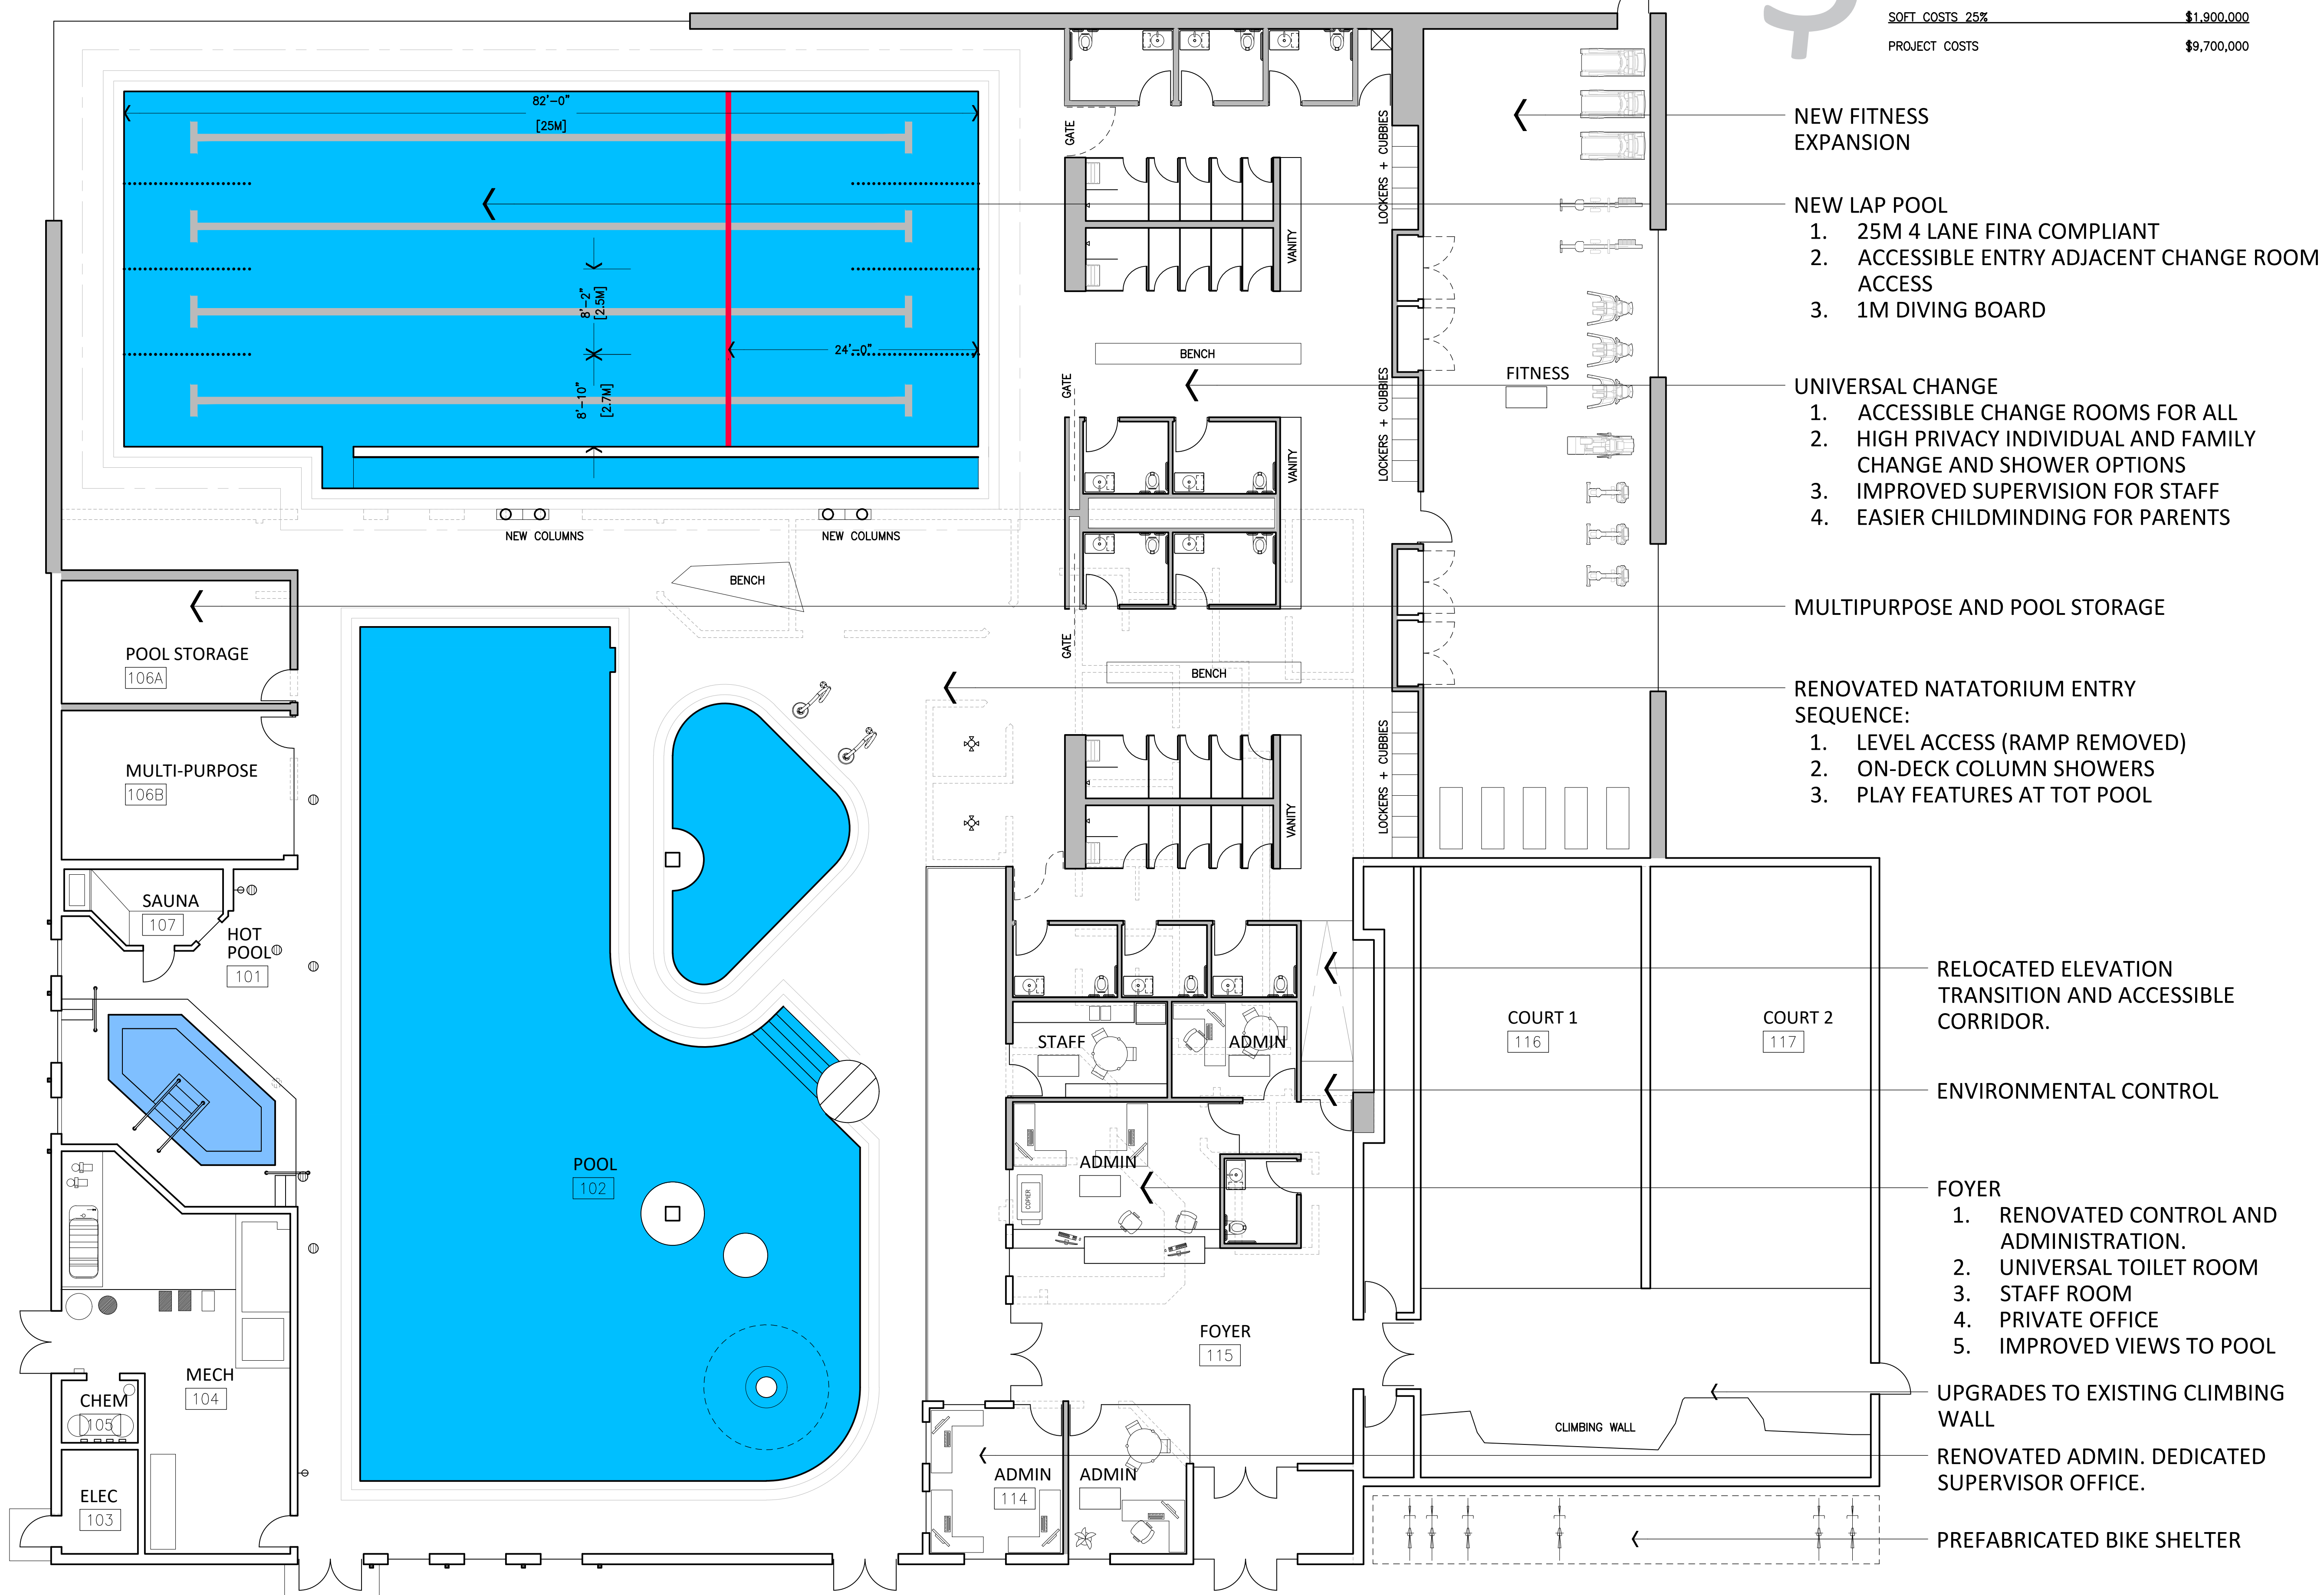 $
SOFT COSTS 25% $1,900,000
PROJECT COSTS $9,700,000
NEW FITNESS
EXPANSION
NEW LAP POOL
1. 25M 4 LANE FINA COMPLIANT
2. ACCESSIBLE ENTRY ADJACENT CHANGE ROOM
ACCESS
3. 1M DIVING BOARD
UNIVERSAL CHANGE
1. ACCESSIBLE CHANGE ROOMS FOR ALL
2. HIGH PRIVACY INDIVIDUAL AND FAMILY
CHANGE AND SHOWER OPTIONS
3. IMPROVED SUPERVISION FOR STAFF
4. EASIER CHILDMINDING FOR PARENTS
MULTIPURPOSE AND POOL STORAGE
RENOVATED NATATORIUM ENTRY
SEQUENCE:
1. LEVEL ACCESS (RAMP REMOVED)
2. ON-DECK COLUMN SHOWERS
3. PLAY FEATURES AT TOT POOL
RELOCATED ELEVATION
TRANSITION AND ACCESSIBLE
CORRIDOR.
ENVIRONMENTAL CONTROL
FOYER
1. RENOVATED CONTROL AND
ADMINISTRATION.
2. UNIVERSAL TOILET ROOM
3. STAFF ROOM
4. PRIVATE OFFICE
5. IMPROVED VIEWS TO POOL
UPGRADES TO EXISTING CLIMBING
WALL
RENOVATED ADMIN. DEDICATED
SUPERVISOR OFFICE.
PREFABRICATED BIKE SHELTER
82'-0"
[25M]
8'-2"
[2.5M]
24'-0"
8'-10"
[2.7M]
NEW COLUMNS
NEW COLUMNS
BENCH
GATE
GATE
GATE
VANITY
VANITY
VANITY
BENCH
BENCH
LOCKERS + CUBBIES
LOCKERS + CUBBIES
LOCKERS + CUBBIES
FITNESS
POOL STORAGE
106A
MULTI-PURPOSE
106B
SAUNA
107
HOT
POOL
101
POOL
102
MECH
104
CHEM
105
ELEC
103
STAFF
ADMIN
ADMIN
COPIER
FOYER
115
ADMIN
114
ADMIN
COURT 1
116
COURT 2
117
CLIMBING WALL